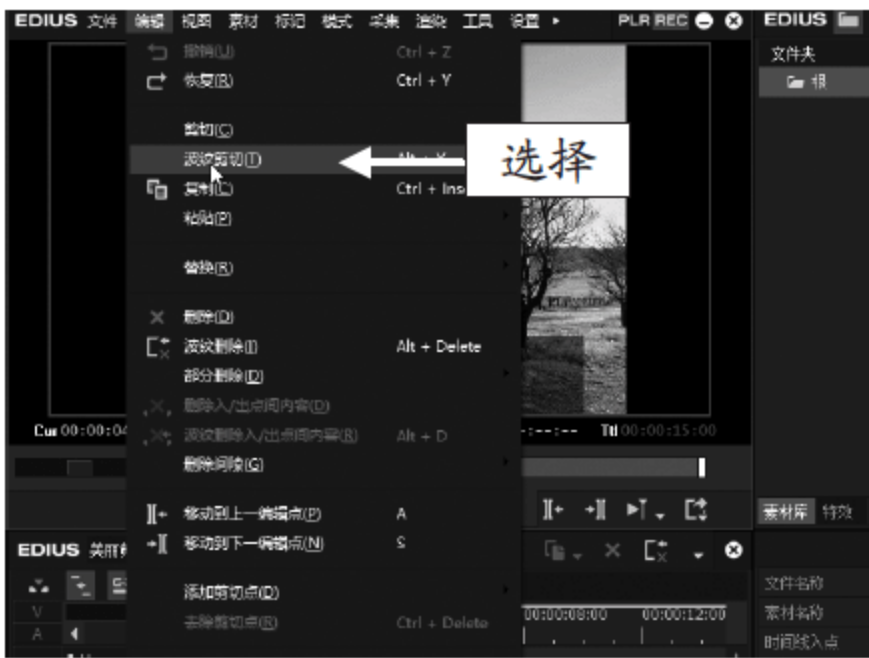 EDIUS 文件 编辑 视图 素材 标记 模式 采集 渲染 工具 设置 PLR REC EDIUS
撤销(U) Ctrl + Z
文件夹
恢复(R) Ctrl + Y
根
剪切(C)
波纹剪切(T) Alt + X
选择
复制(C) Ctrl + Inse
粘贴(P)
替换(R)
删除(D)
波纹删除(I) Alt + Delete
部分删除(D)
删除入/出点间内容(D)
Cur 00:00:04 Ttl 00:00:15:00
波纹删除入/出点间内容(R) Alt + D
删除间隙(G)
移动到上一编辑点(P) A
素材库 特效
EDIUS 美丽
移动到下一编辑点(N) S
添加剪切点(D)
文件名称
V
00:00:08:00 00:00:12:00
素材名称
去除剪切点(R) Ctrl + Delete
A
时间线入点